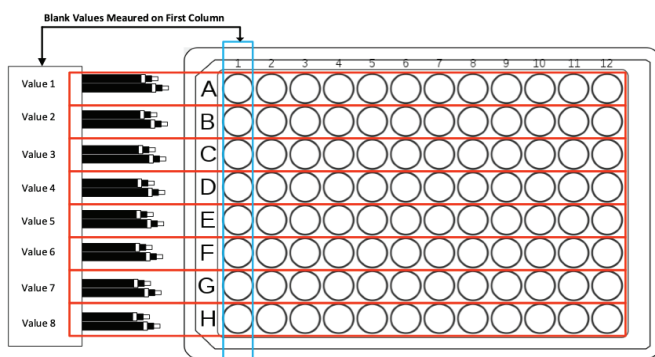 Blank Values Meaured on First Column
1 2 3 4 5 6 7 8 9 10 11 12
Value 1 A
Value 2 B
Value 3 C
Value 4 D
Value 5 E
Value 6 F
Value 7 G
Value 8 H